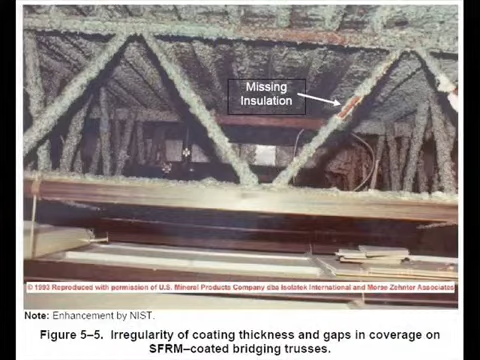 Missing
Insulation
© 1993 Reproduced with permission of U.S. Mineral Products Company dba Isolatek International and Morse Zehnter Associates
Note: Enhancement by NIST.
Figure 5–5. Irregularity of coating thickness and gaps in coverage on
SFRM–coated bridging trusses.